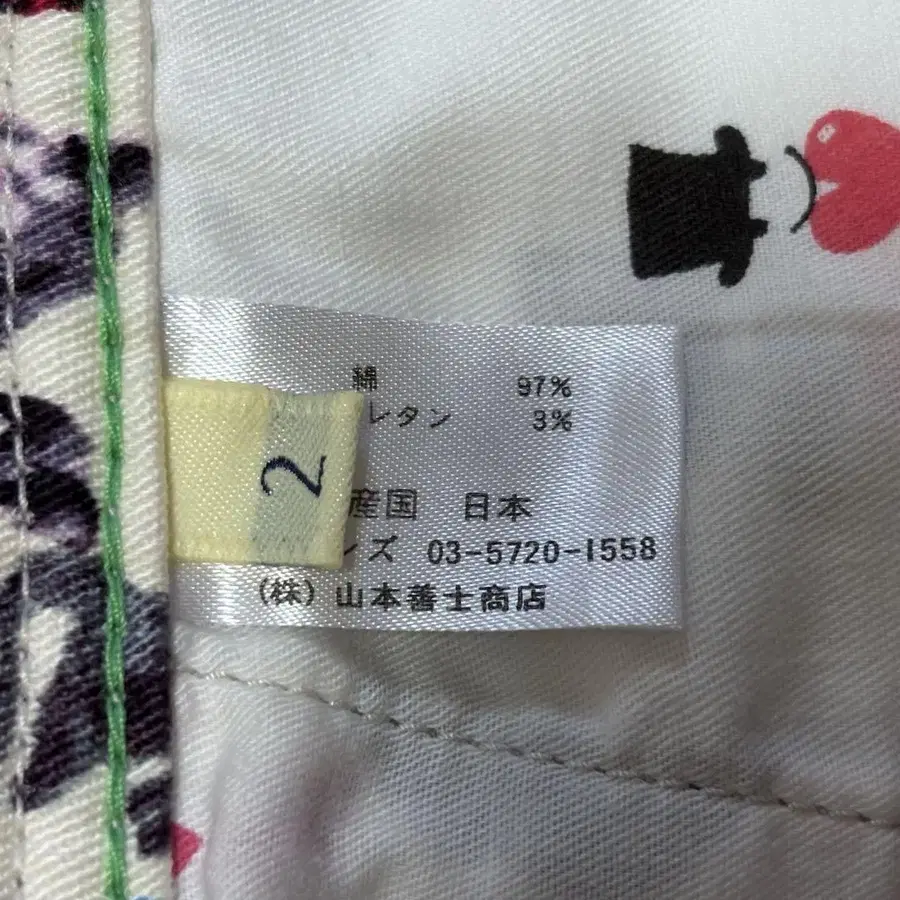 綿 97%
レタン 3%
2
産国 日本
ンズ 03-5720-1558
(株) 山本善士商店